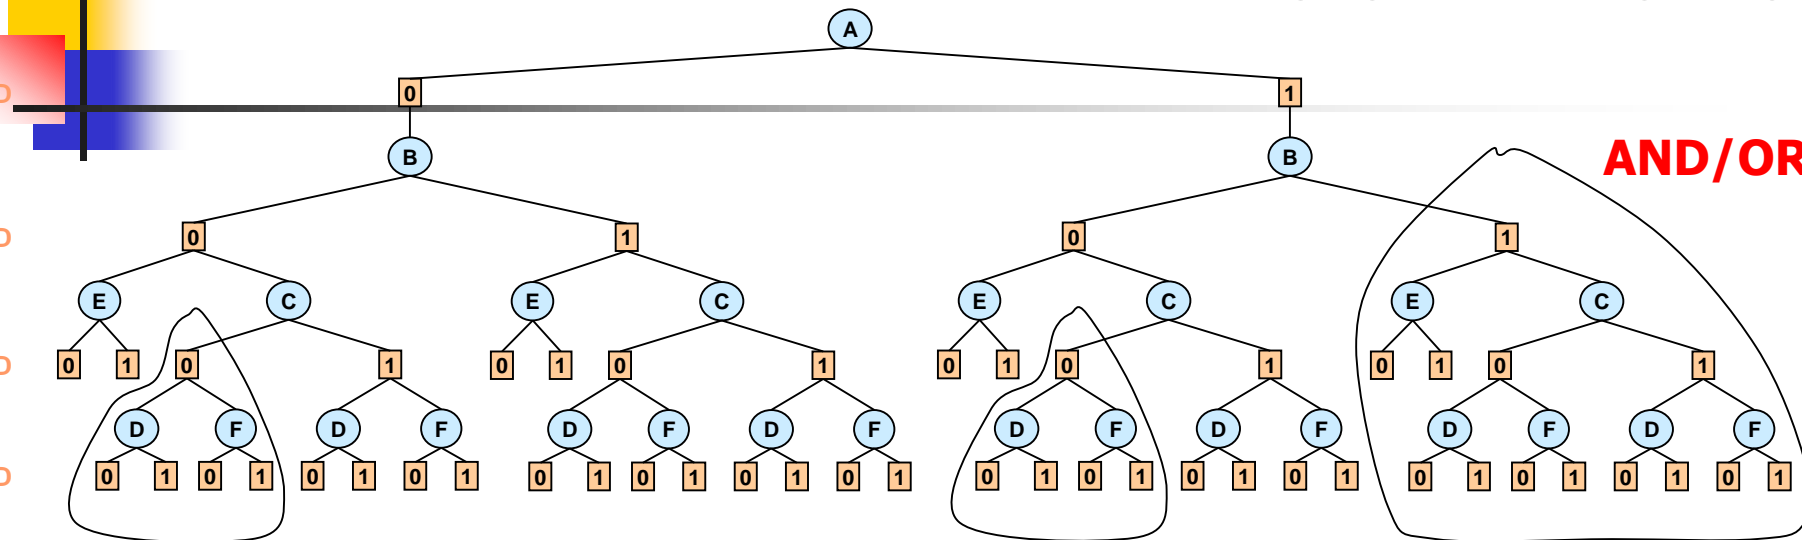 A
0 1
B B
AND/OR
0 1 0 1
E C E C E C E C
0 1 0 1 0 1 0 1 0 1 0 1 0 1 0 1
D F D F D F D F D F D F D F D F
0 1 0 1 0 1 0 1 0 1 0 1 0 1 0 1 0 1 0 1 0 1 0 1 0 1 0 1 0 1 0 1